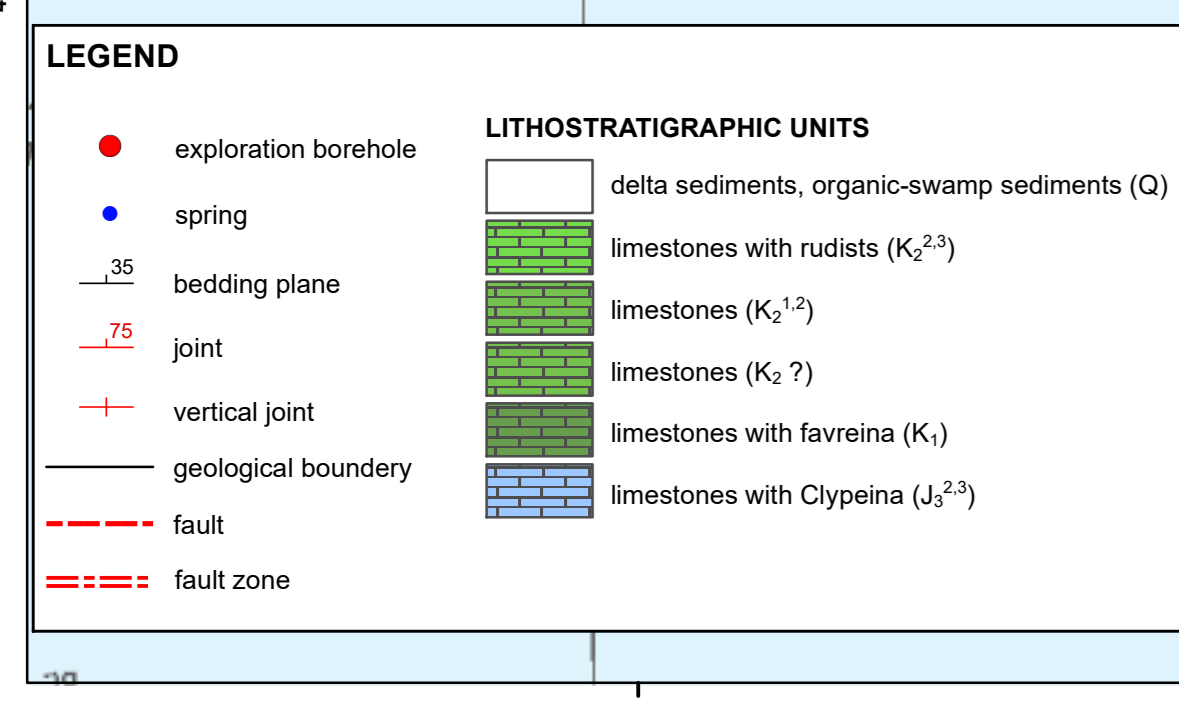 LEGEND
exploration borehole
spring
35
bedding plane
75
joint
vertical joint
geological boundery
fault
fault zone
LITHOSTRATIGRAPHIC UNITS
delta sediments, organic-swamp sediments (Q)
limestones with rudists (K₂²,³)
limestones (K₂¹,²)
limestones (K₂ ?)
limestones with favreina (K₁)
limestones with Clypeina (J₃²,³)